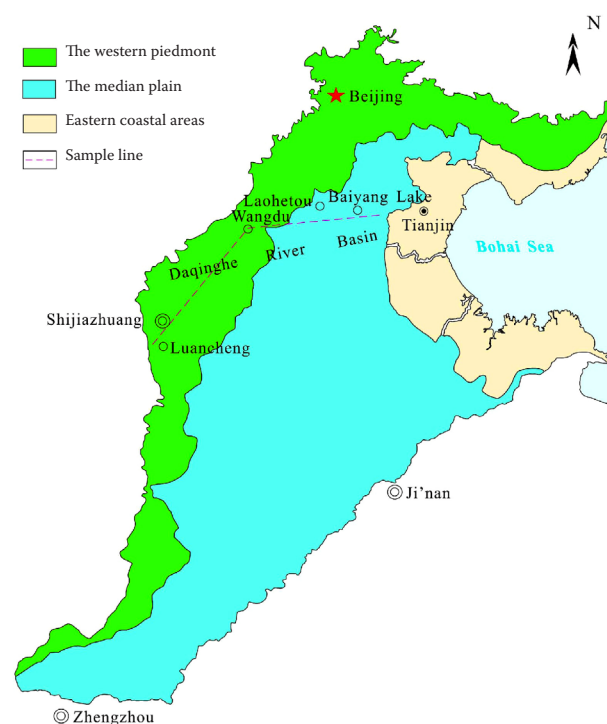 N
The western piedmont
The median plain
Eastern coastal areas
Sample line
Beijing
Laohetou
Baiyang Lake
Wangdu
Tianjin
Daqinghe River Basin
Bohai Sea
Shijiazhuang
Luancheng
Ji'nan
Zhengzhou